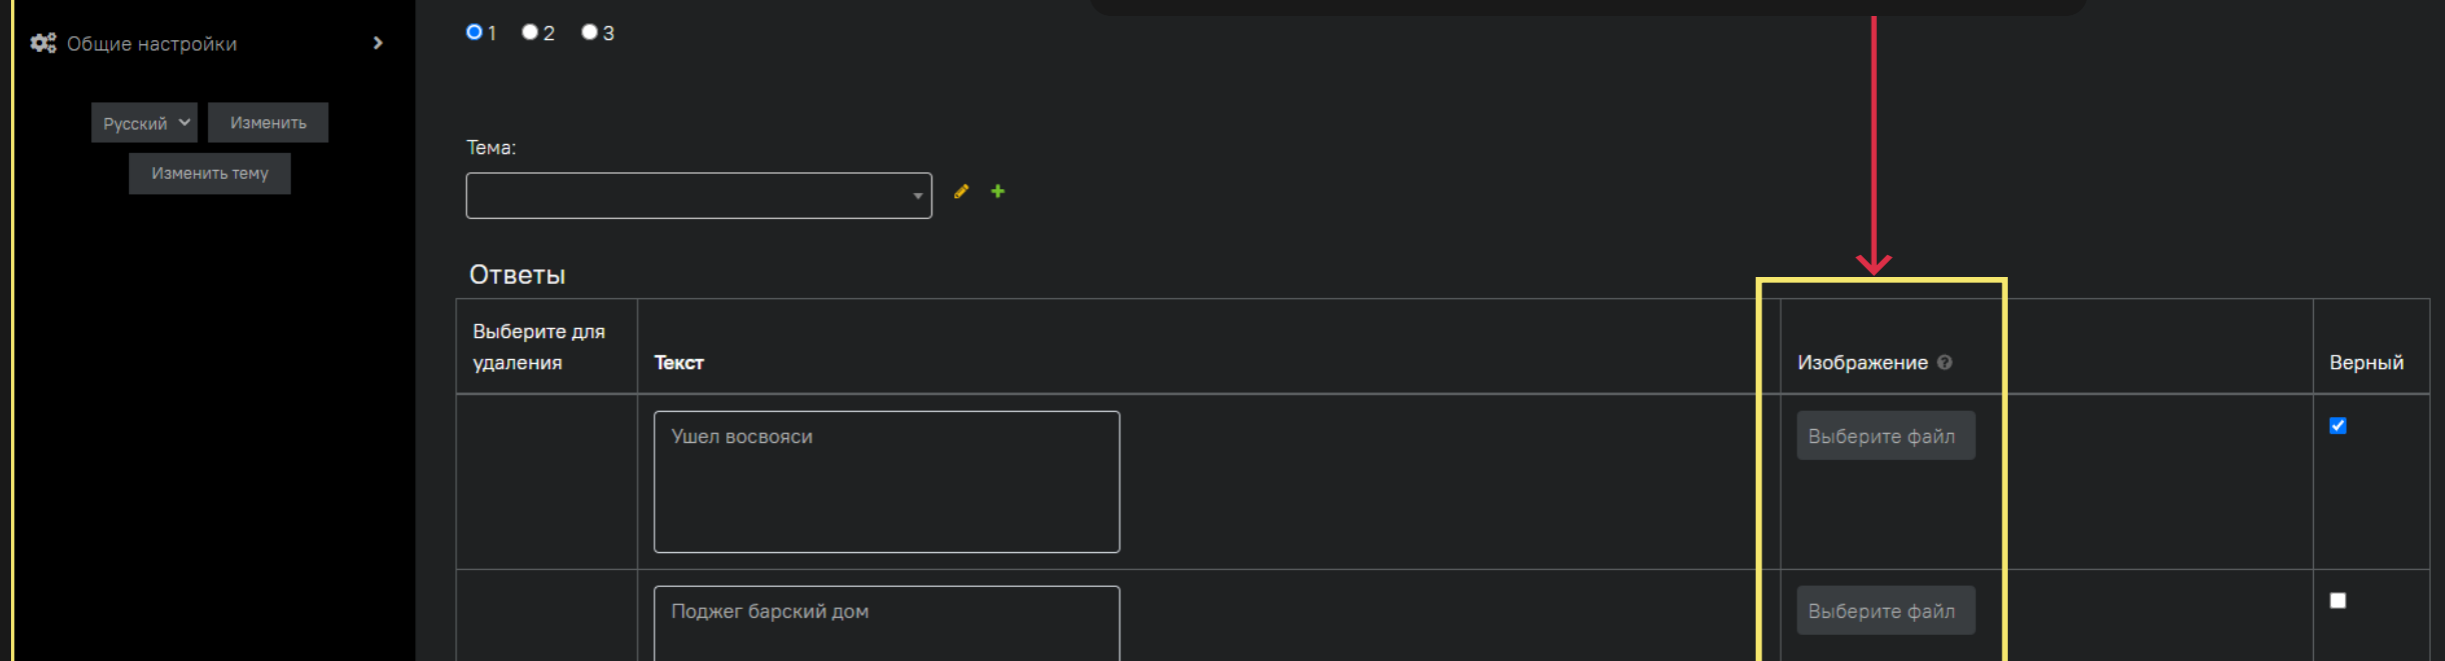 Общие настройки
1 2 3
Русский Изменить
Изменить тему
Тема:
Ответы
Выберите для
удаления
Текст
Изображение
Верный
Ушел восвояси
Выберите файл
Поджег барский дом
Выберите файл